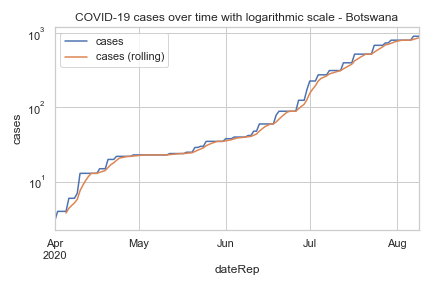 COVID-19 cases over time with logarithmic scale - Botswana
cases
cases (rolling)
10³
10²
10¹
cases
Apr May Jun Jul Aug
2020
dateRep